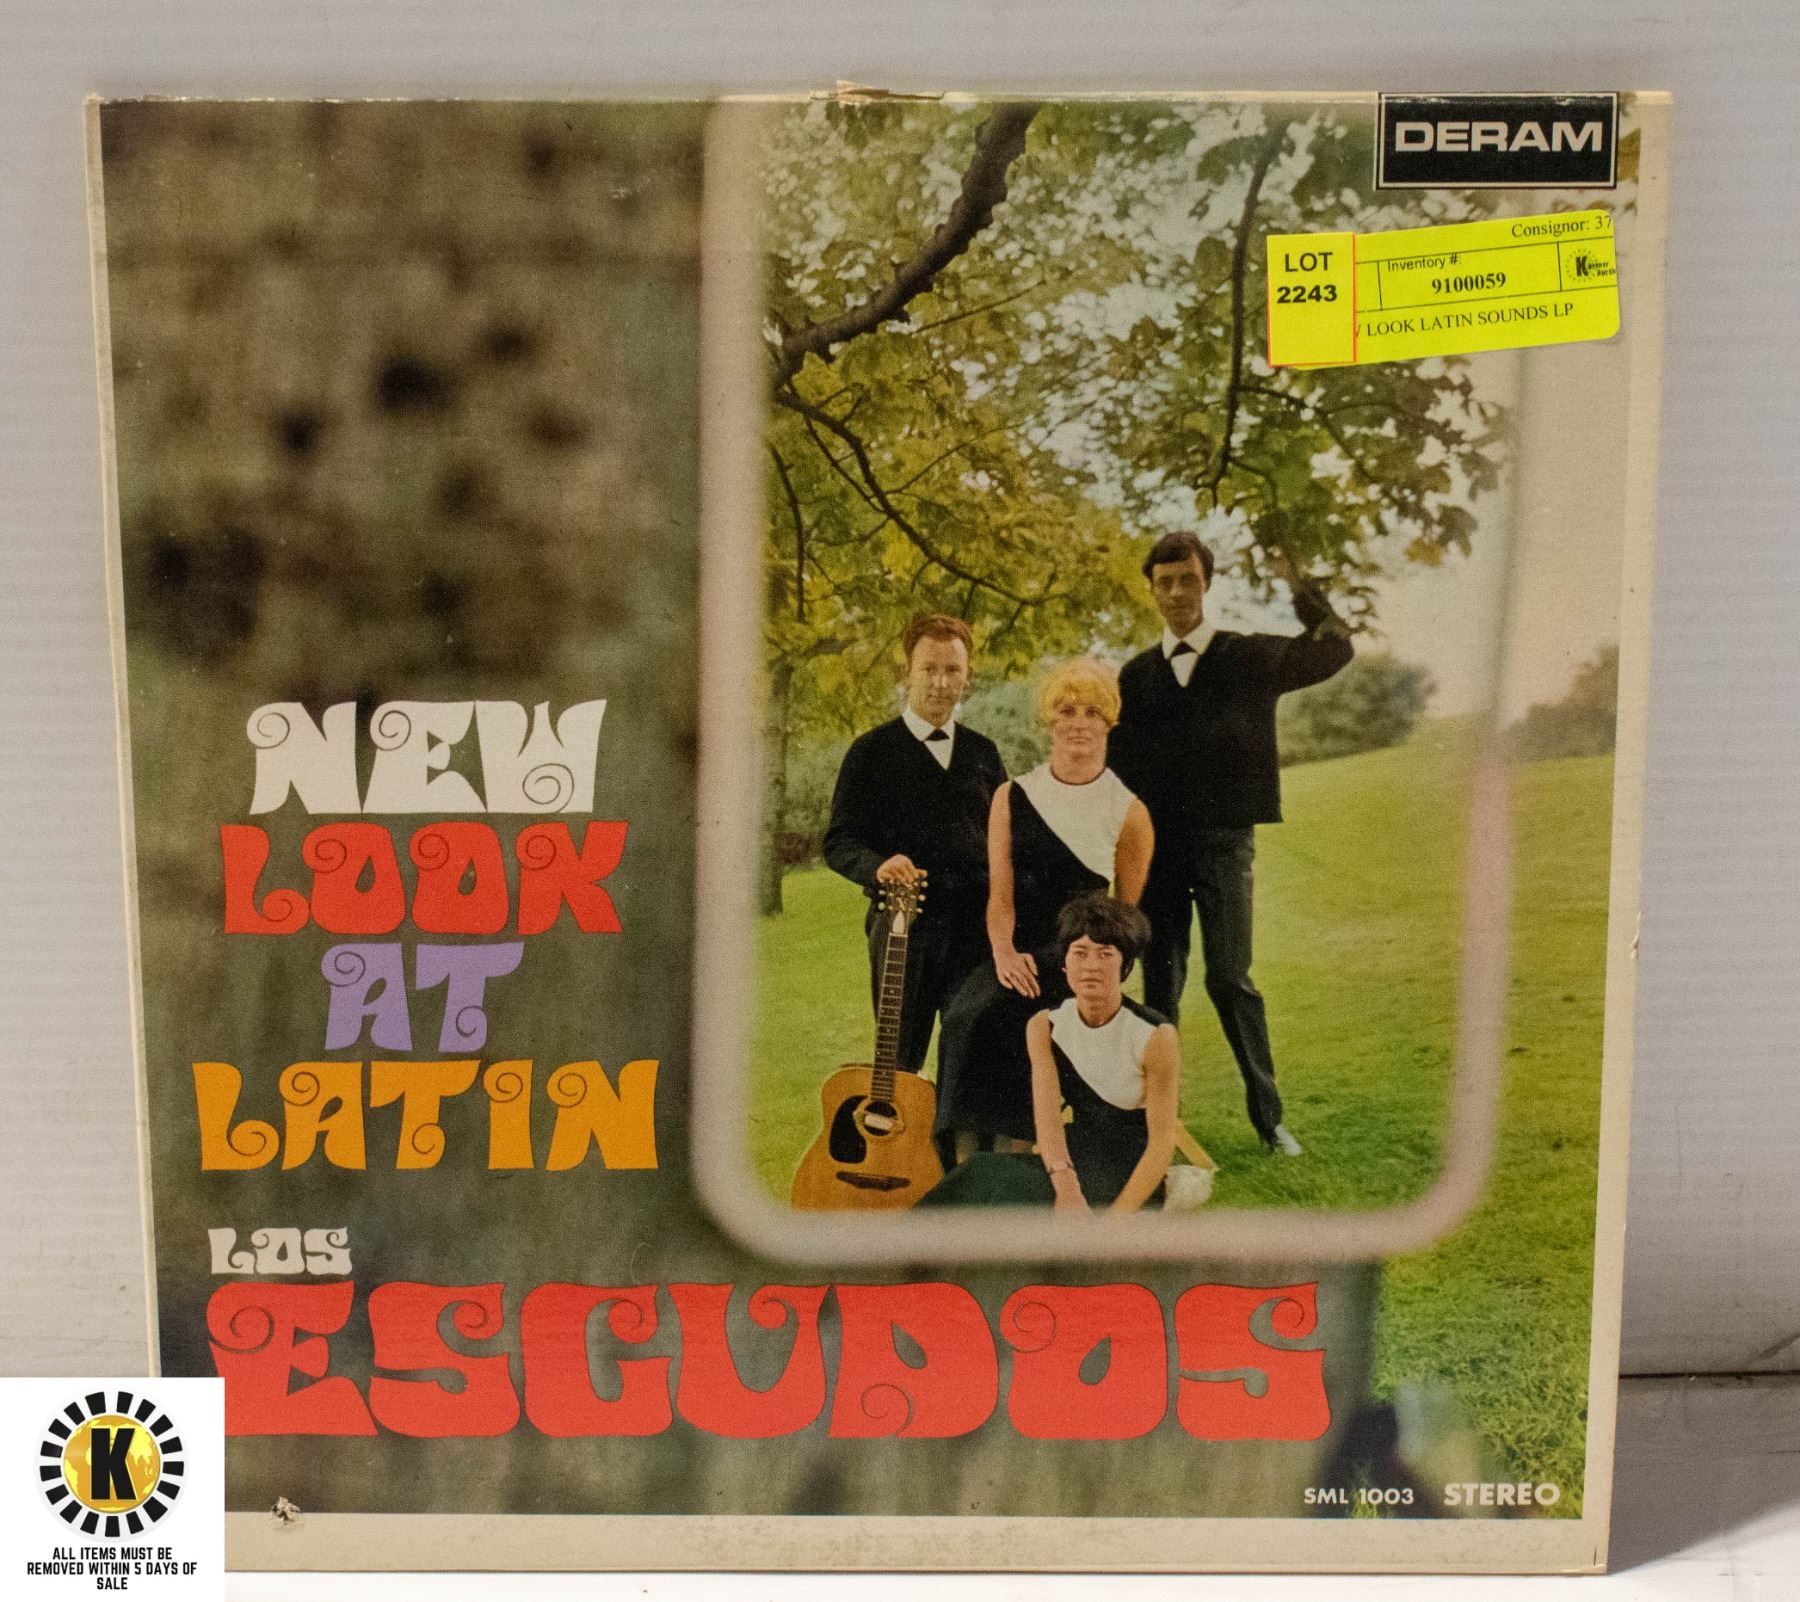 DERAM
Consignor: 37
LOT
2243
Inventory #:
9100059
LOOK LATIN SOUNDS LP
NEW
LOOK
AT
LATIN
LOS
ESCUDOS
SML 1003 STEREO
K
ALL ITEMS MUST BE
REMOVED WITHIN 5 DAYS OF
SALE